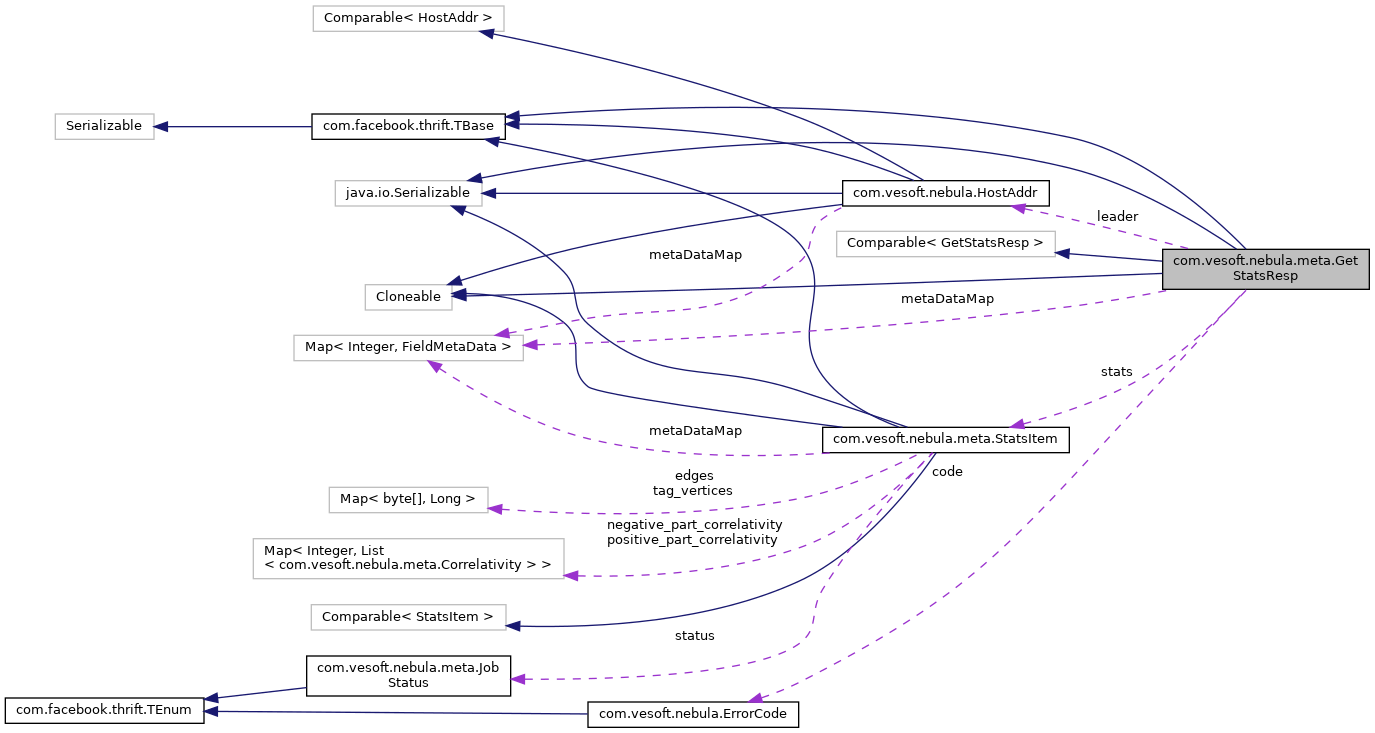 Comparable< HostAddr >
Serializable
com.facebook.thrift.TBase
java.io.Serializable
com.vesoft.nebula.HostAddr
leader
Comparable< GetStatsResp >
metaDataMap
com.vesoft.nebula.meta.Get
StatsResp
Cloneable
metaDataMap
Map< Integer, FieldMetaData >
stats
metaDataMap
com.vesoft.nebula.meta.StatsItem
code
edges
tag_vertices
Map< byte[], Long >
negative_part_correlativity
positive_part_correlativity
Map< Integer, List
< com.vesoft.nebula.meta.Correlativity > >
Comparable< StatsItem >
status
com.vesoft.nebula.meta.Job
Status
com.facebook.thrift.TEnum
com.vesoft.nebula.ErrorCode